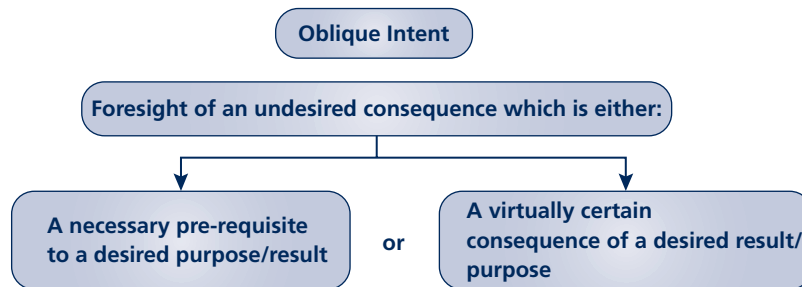 Oblique Intent
Foresight of an undesired consequence which is either:
A necessary pre-requisite
to a desired purpose/result
or
A virtually certain
consequence of a desired result/
purpose